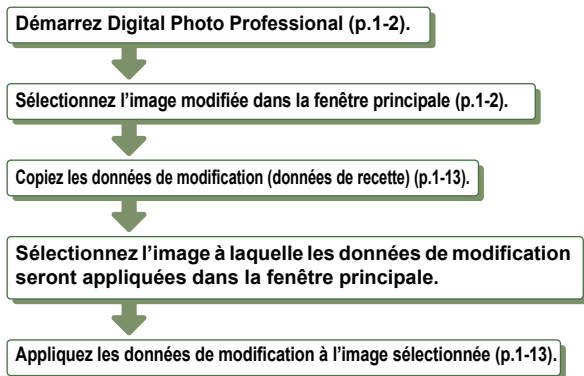 Démarrez Digital Photo Professional (p.1-2).
Sélectionnez l’image modifiée dans la fenêtre principale (p.1-2).
Copiez les données de modification (données de recette) (p.1-13).
Sélectionnez l’image à laquelle les données de modification
seront appliquées dans la fenêtre principale.
Appliquez les données de modification à l’image sélectionnée (p.1-13).